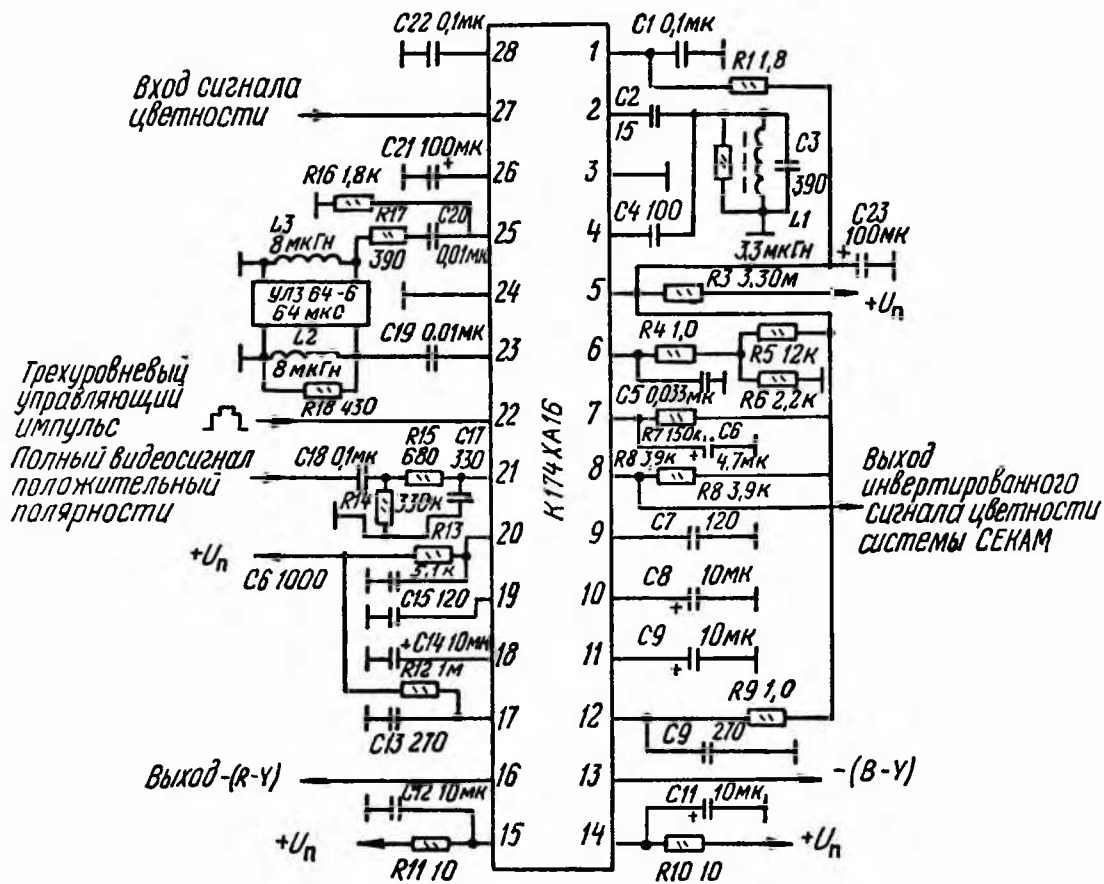 C22 0,1мк
28
1
C1 0,1мк
R1 1,8
Вход сигнала
цветности
27
2
C2
15
C3
390
C21 100мк
+
26
3
R16 1,8к
R17
390
C20
0,01мк
25
4
C4 100
L1
3,3мкГн
C23
100мк
+
L3
8 мкГн
УЛЗ 64-6
64 мкс
24
5
R3 3,30м
+Uп
L2
8 мкГн
R18 430
C19 0.01мк
23
6
R4 1,0
R5 12к
R6 2,2к
C5 0,033мк
Трехуровневый
управляющий
импульс
22
7
R7 150к
+
C6
4,7мк
Полный видеосигнал
положительный
полярности
C18 0,1мк
R15
680
C17
330
21
8
R8 3,9к
R8 3,9к
Выход
инвертированного
сигнала цветности
системы СЕКАМ
R14
330к
R13
5,1к
20
9
C7 120
+Uп
C6 1000
C15 120
19
10
C8 10мк
+
+C14 10мк
18
11
C9 10мк
+
R12 1м
17
12
R9 1,0
C13 270
C9 270
Выход -(R-Y)
16
13
-(B-Y)
C12 10мк
C11 10мк
+
+Uп
15
14
+Uп
R11 10
R10 10
К174ХА16